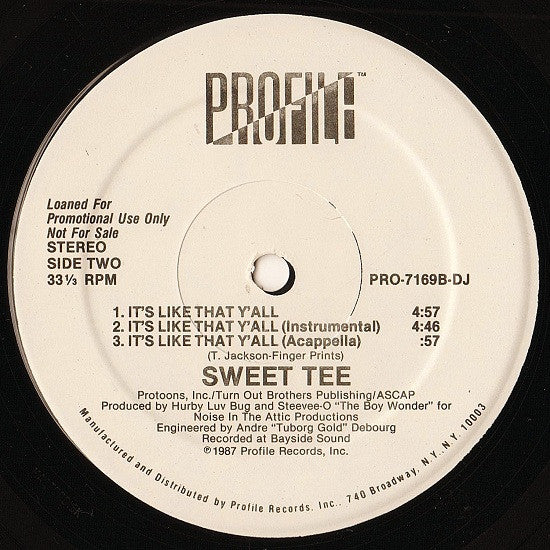 PROFILE™
Loaned For
Promotional Use Only
Not For Sale
STEREO
SIDE TWO
33⅓ RPM
PRO-7169B-DJ
1. IT'S LIKE THAT Y'ALL 4:57
2. IT'S LIKE THAT Y'ALL (Instrumental) 4:46
3. IT'S LIKE THAT Y'ALL (Acappella) :57
(T. Jackson-Finger Prints)
SWEET TEE
Protoons, Inc./Turn Out Brothers Publishing/ASCAP
Produced by Hurby Luv Bug and Steevee-O "The Boy Wonder" for
Noise In The Attic Productions
Engineered by Andre "Tuborg Gold" Debourg
Recorded at Bayside Sound
℗1987 Profile Records, Inc.
Manufactured and Distributed by Profile Records. Inc., 740 Broadway, N.Y., N.Y. 10003